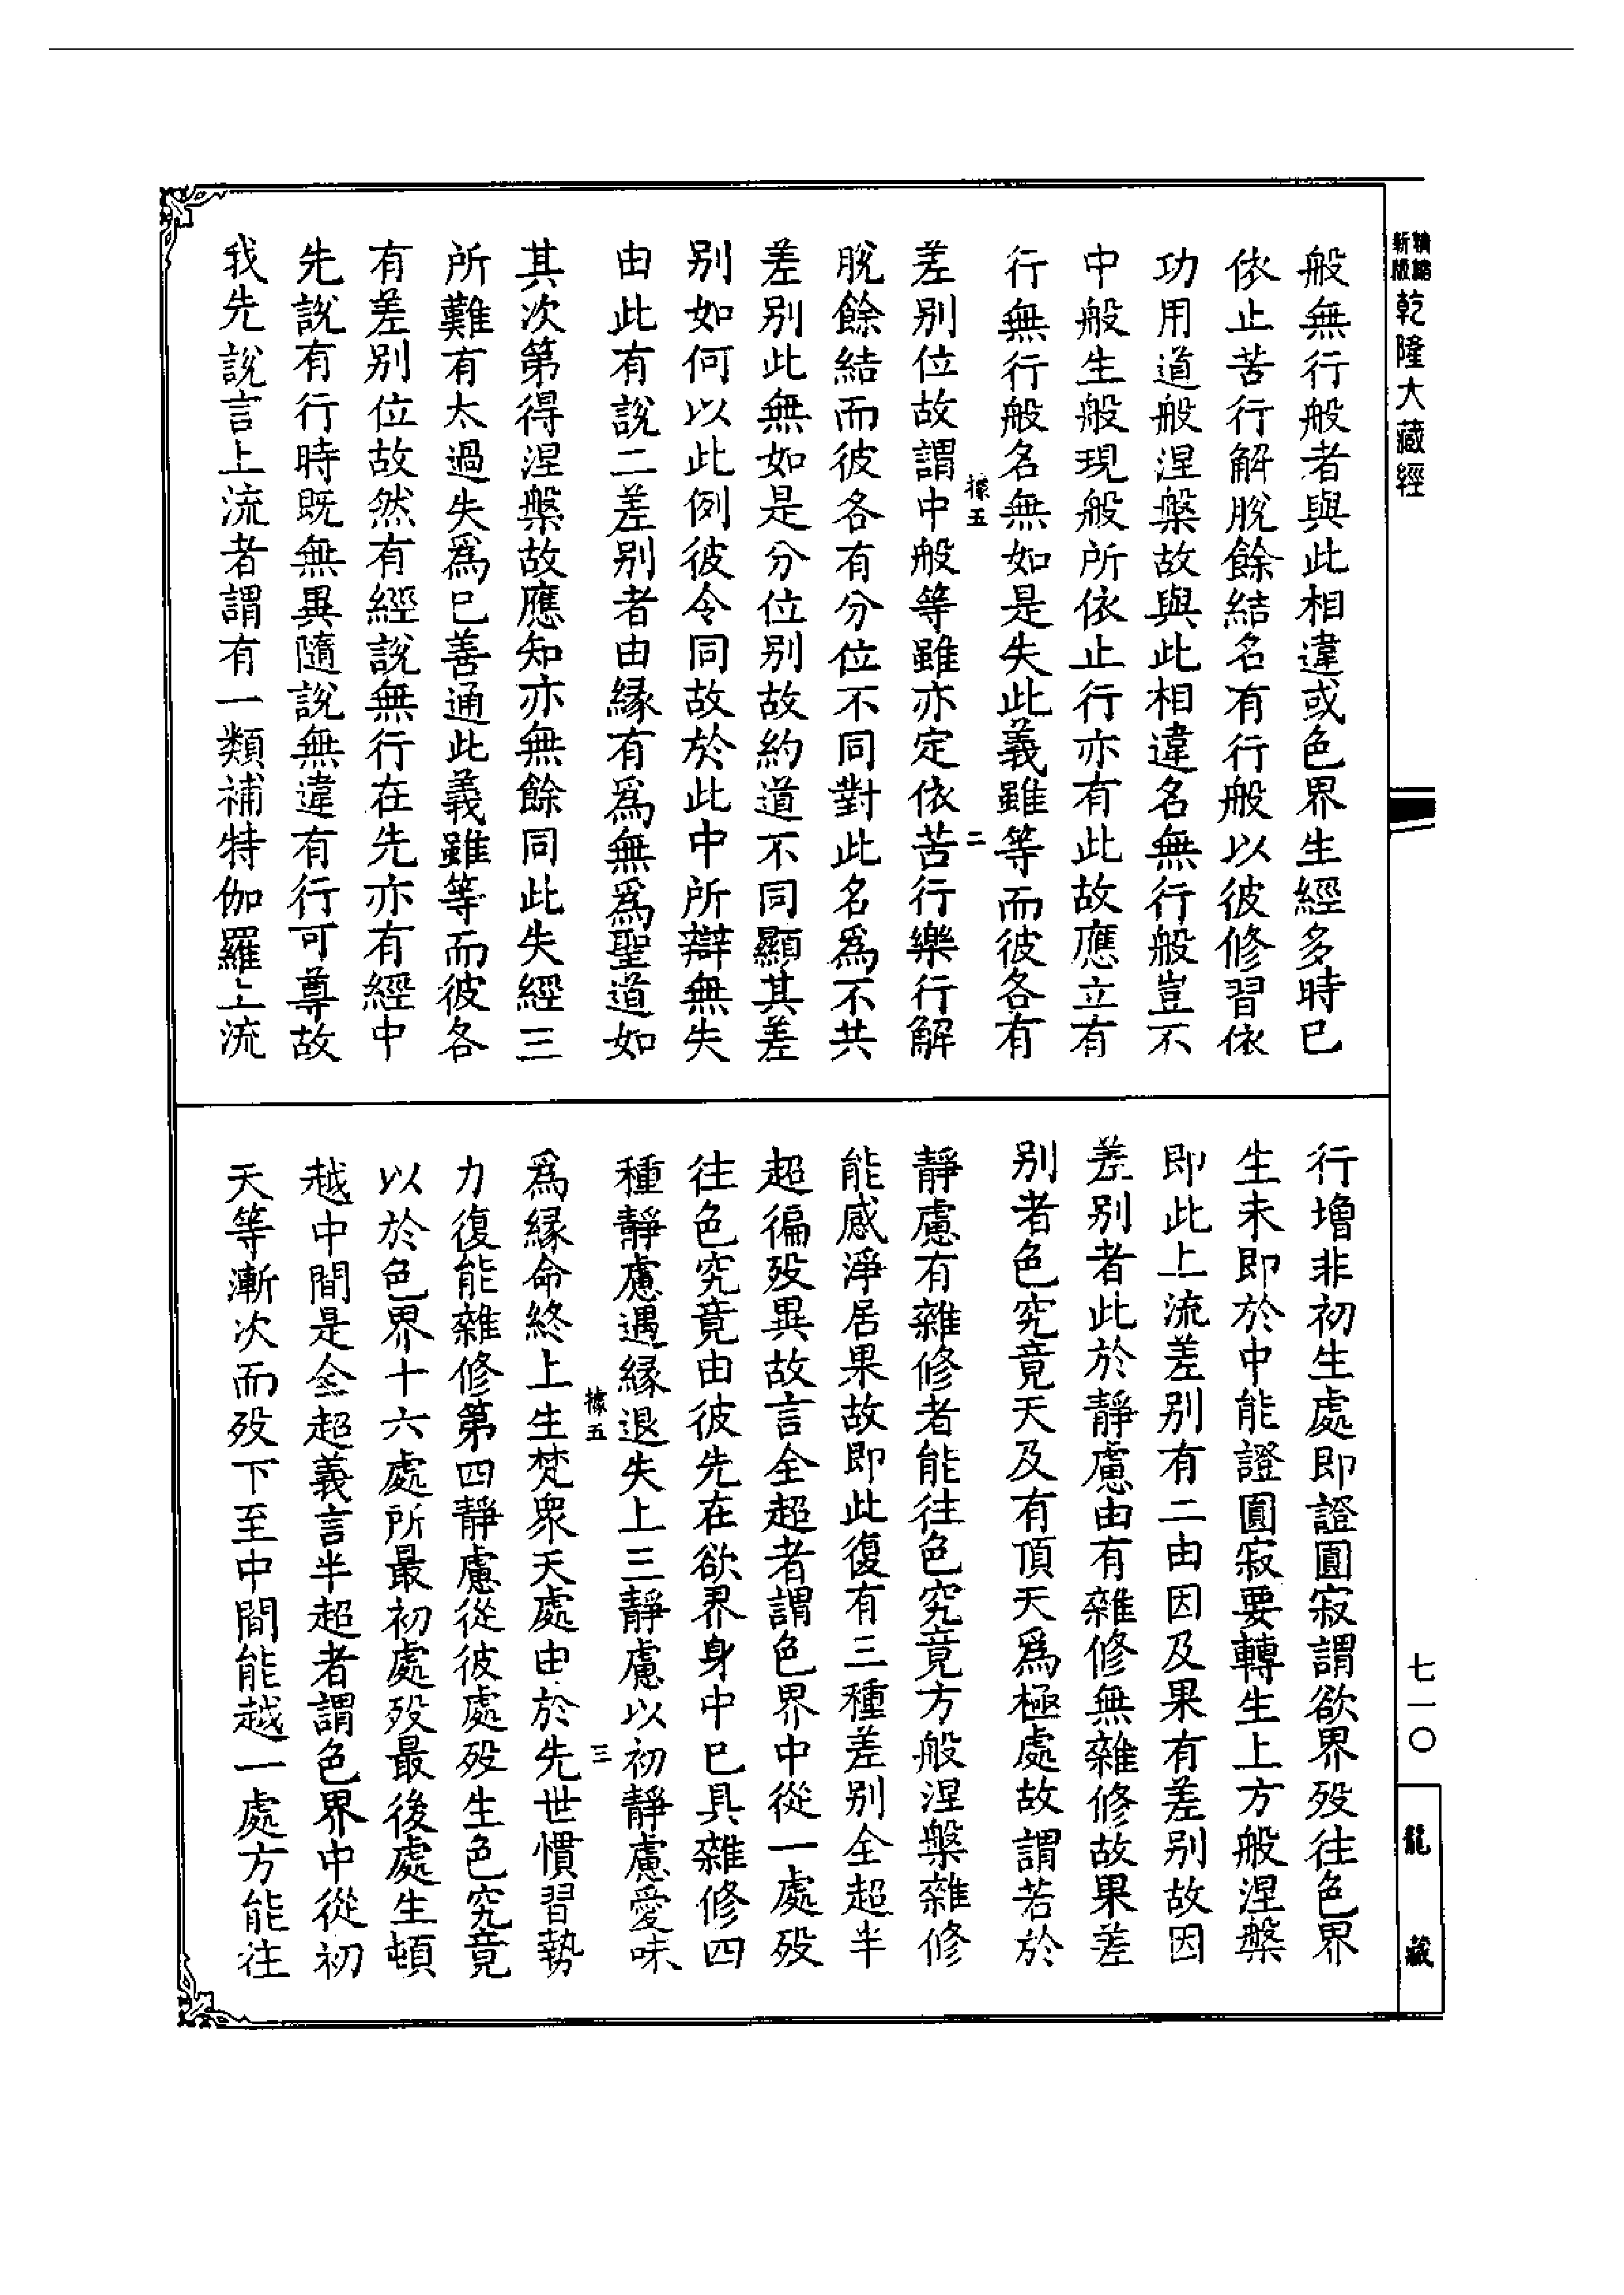 精縮新版乾隆大藏經
般無行般者與此相違或色界生經多時已
依止苦行解脫餘結名有行般以彼修習依
功用道般涅槃故與此相違名無行般豈不
中般生般現般所依止行亦有此故應立有
行無行般名無如是失此義雖等而彼各有
據五
二
差別位故謂中般等雖亦定依苦行樂行解
脫餘結而彼各有分位不同對此名爲不共
差別此無如是分位別故約道不同顯其差
別如何以此例彼令同故於此中所辯無失
由此有說二差別者由緣有爲無爲聖道如
其次第得涅槃故應知亦無餘同此失經三
所難有太過失爲已善通此義雖等而彼各
有差別位故然有經說無行在先亦有經中
先說有行時既無異隨說無違有行可尊故
我先說言上流者謂有一類補特伽羅上流
行增非初生處即證圓寂謂欲界歿往色界
生未即於中能證圓寂要轉生上方般涅槃
即此上流差別有二由因及果有差別故因
差別者此於靜慮由有雜修無雜修故果差
別者色究竟天及有頂天爲極處故謂若於
靜慮有雜修者能往色究竟方般涅槃雜修
能感淨居果故即此復有三種差別全超半
超徧歿異故言全超者謂色界中從一處歿
往色究竟由彼先在欲界身中已具雜修四
種靜慮遇緣退失上三靜慮以初靜慮愛味
據五
三
爲緣命終上生梵衆天處由於先世慣習勢
力復能雜修第四靜慮從彼處歿生色究竟
以於色界十六處所最初處歿最後處生頓
越中間是全超義言半超者謂色界中從初
天等漸次而歿下至中間能越一處方能往
七一〇
龍藏